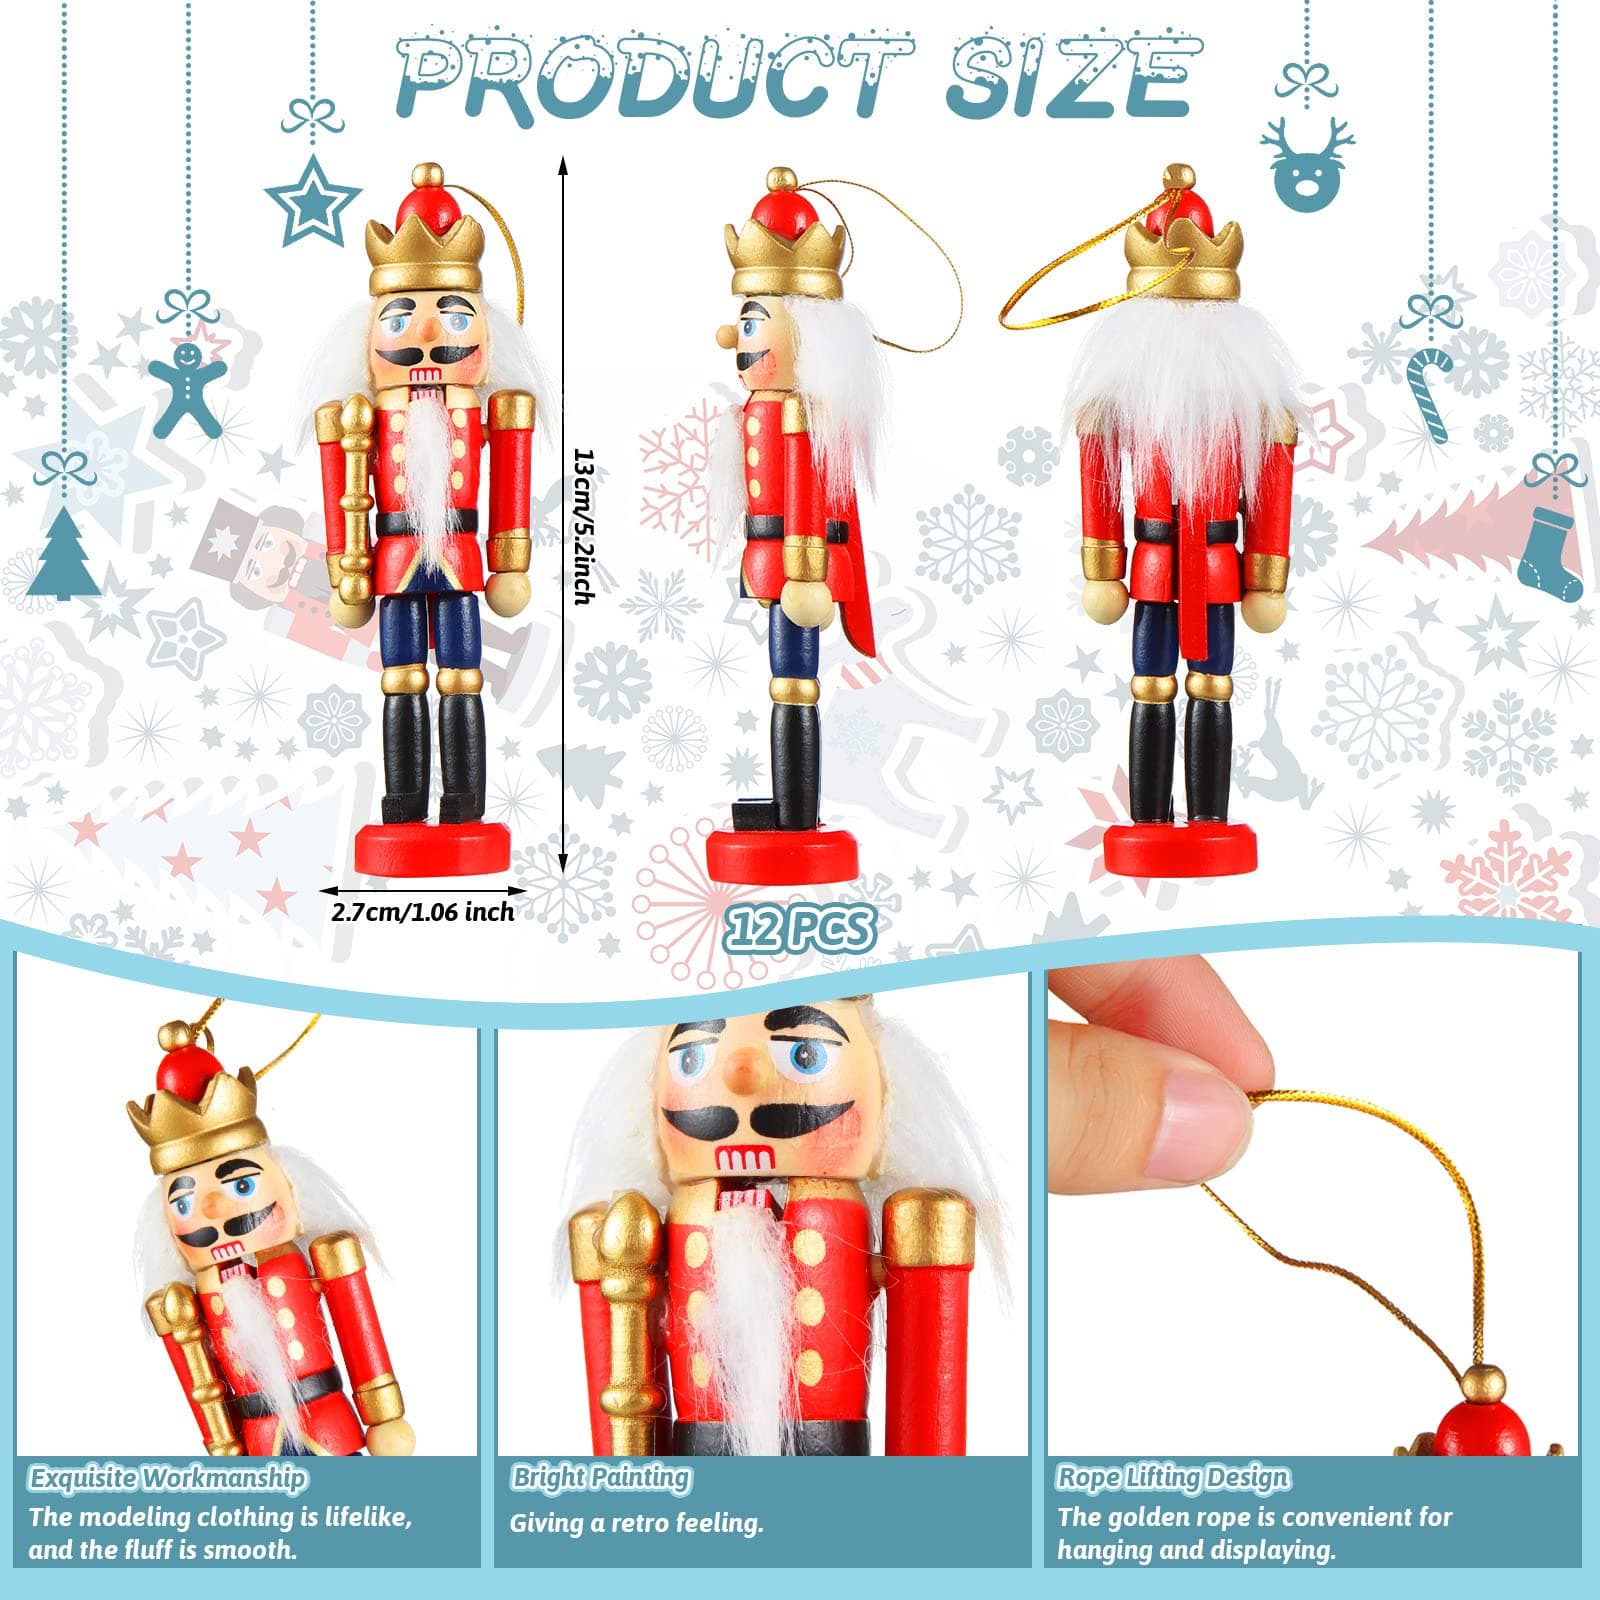 PRODUCT SIZE
13cm/5.2inch
2.7cm/1.06 inch
12 PCS
Exquisite Workmanship
The modeling clothing is lifelike,
and the fluff is smooth.
Bright Painting
Giving a retro feeling.
Rope Lifting Design
The golden rope is convenient for
hanging and displaying.